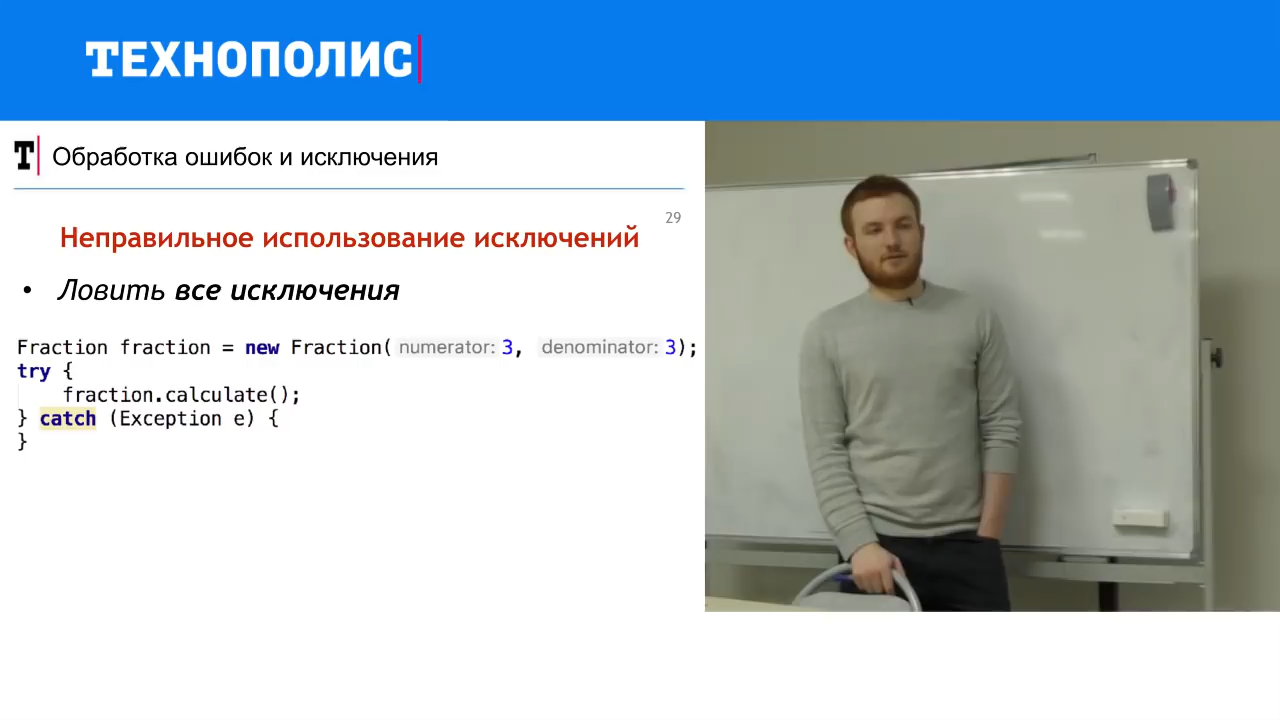 ТЕХНОПОЛИС
Т Обработка ошибок и исключения
29
Неправильное использование исключений
• Ловить все исключения
Fraction fraction = new Fraction( numerator: 3, denominator: 3);
try {
    fraction.calculate();
} catch (Exception e) {
}